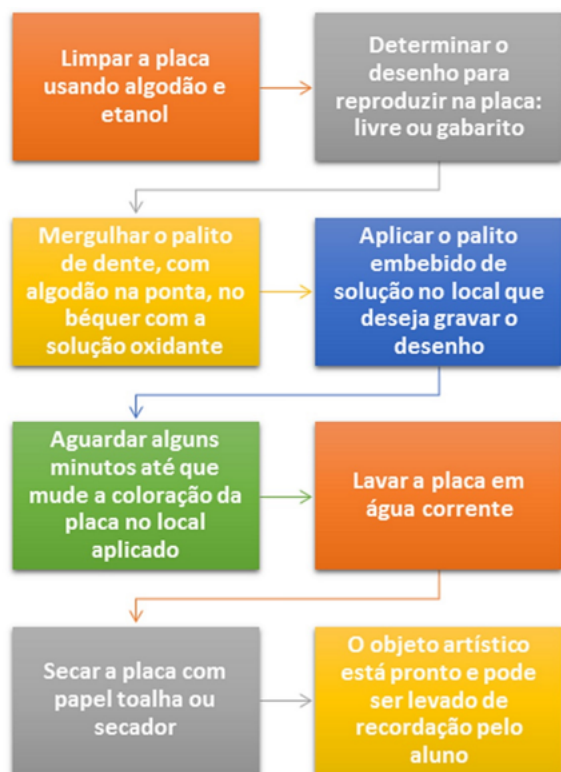 Limpar a placa
usando algodão e
etanol
Determinar o
desenho para
reproduzir na placa:
livre ou gabarito
Mergulhar o palito
de dente, com
algodão na ponta, no
béquer com a
solução oxidante
Aplicar o palito
embebido de
solução no local que
deseja gravar o
desenho
Aguardar alguns
minutos até que
mude a coloração da
placa no local
aplicado
Lavar a placa em
água corrente
Secar a placa com
papel toalha ou
secador
O objeto artístico
está pronto e pode
ser levado de
recordação pelo
aluno